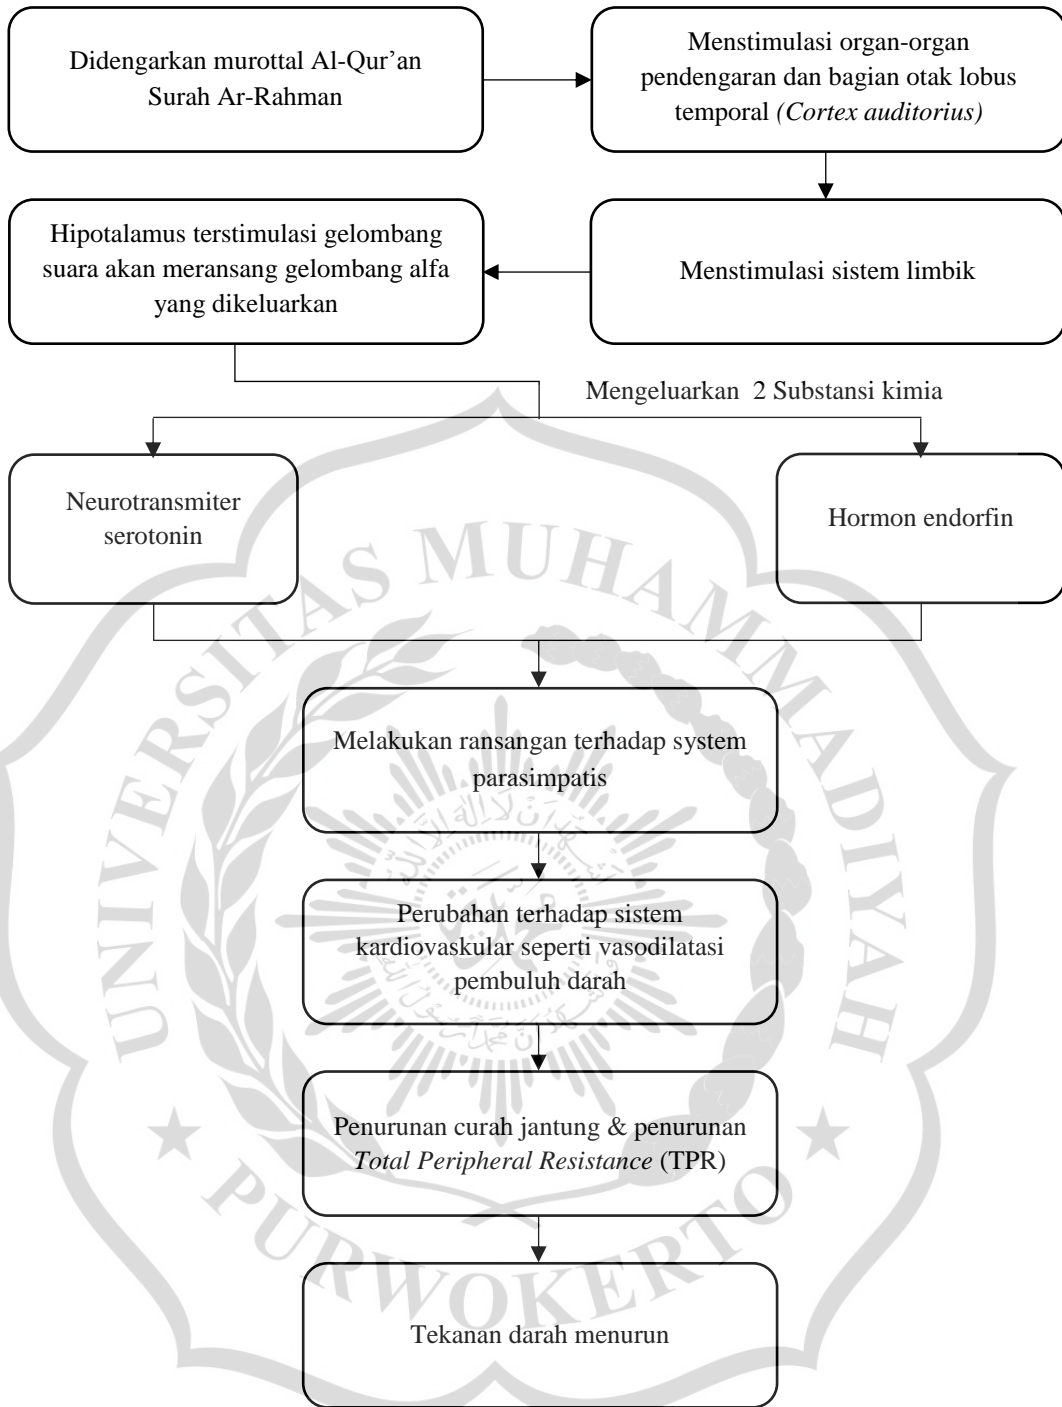 Didengarkan murottal Al-Qur’an
Surah Ar-Rahman
Menstimulasi organ-organ
pendengaran dan bagian otak lobus
temporal (Cortex auditorius)
Menstimulasi sistem limbik
Hipotalamus terstimulasi gelombang
suara akan meransang gelombang alfa
yang dikeluarkan
Mengeluarkan 2 Substansi kimia
Neurotransmiter
serotonin
Hormon endorfin
Melakukan ransangan terhadap system
parasimpatis
Perubahan terhadap sistem
kardiovaskular seperti vasodilatasi
pembuluh darah
Penurunan curah jantung & penurunan
Total Peripheral Resistance (TPR)
Tekanan darah menurun
UNIVERSITAS MUHAMMADIYAH
PURWOKERTO